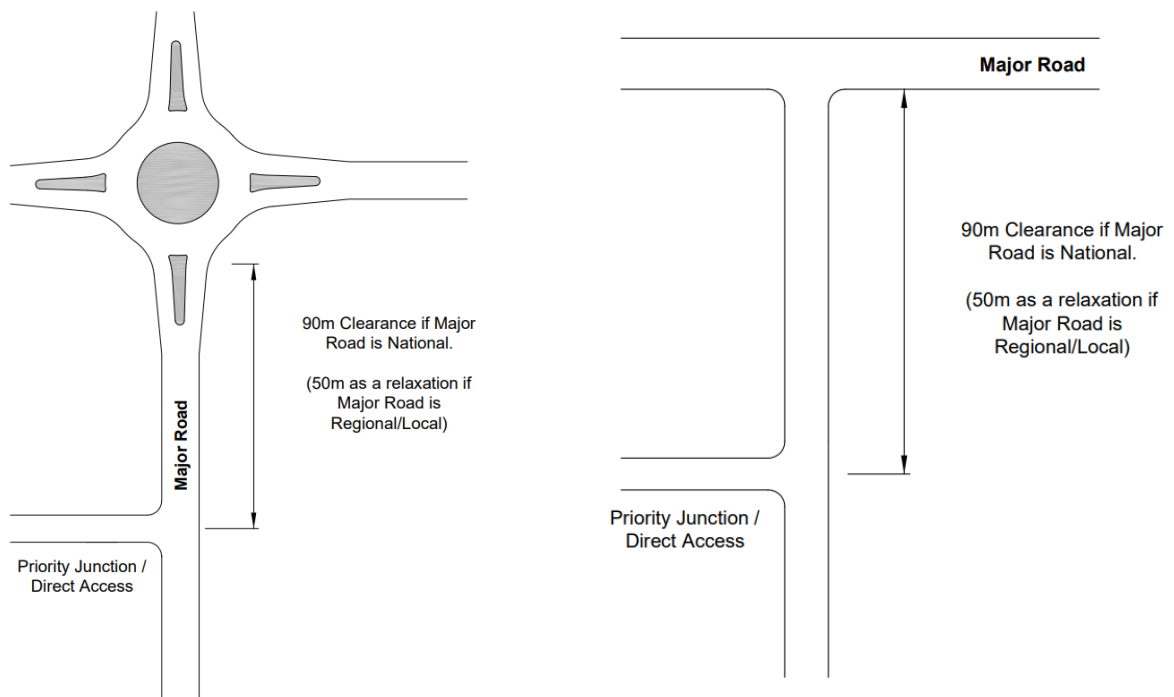 90m Clearance if Major
Road is National.
(50m as a relaxation if
Major Road is
Regional/Local)
Major Road
Priority Junction /
Direct Access
Major Road
90m Clearance if Major
Road is National.
(50m as a relaxation if
Major Road is
Regional/Local)
Priority Junction /
Direct Access